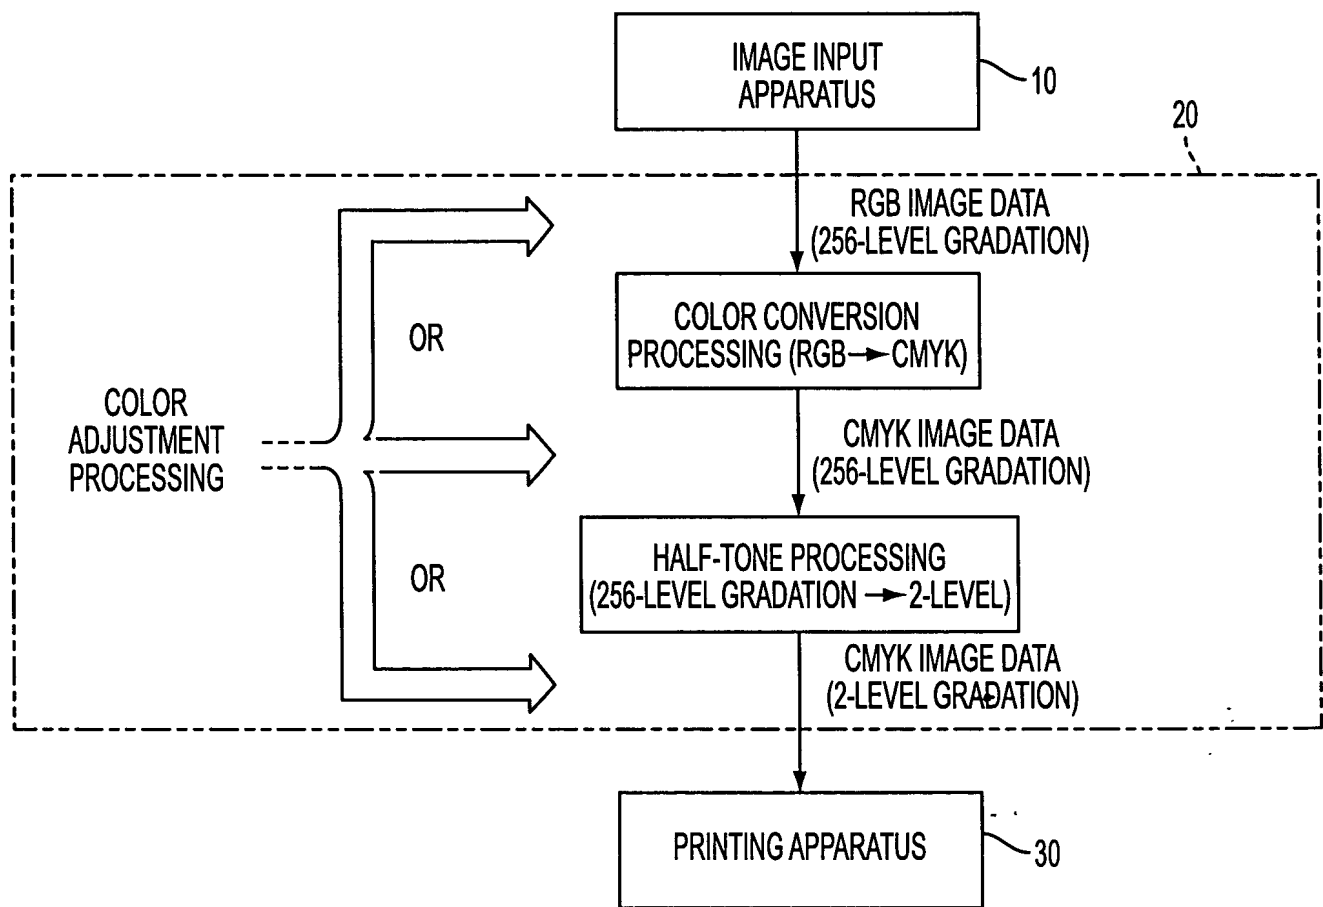 IMAGE INPUT
APPARATUS
10
20
RGB IMAGE DATA
(256-LEVEL GRADATION)
COLOR CONVERSION
PROCESSING (RGB → CMYK)
OR
COLOR
ADJUSTMENT
PROCESSING
CMYK IMAGE DATA
(256-LEVEL GRADATION)
HALF-TONE PROCESSING
(256-LEVEL GRADATION → 2-LEVEL)
OR
CMYK IMAGE DATA
(2-LEVEL GRADATION)
PRINTING APPARATUS
30